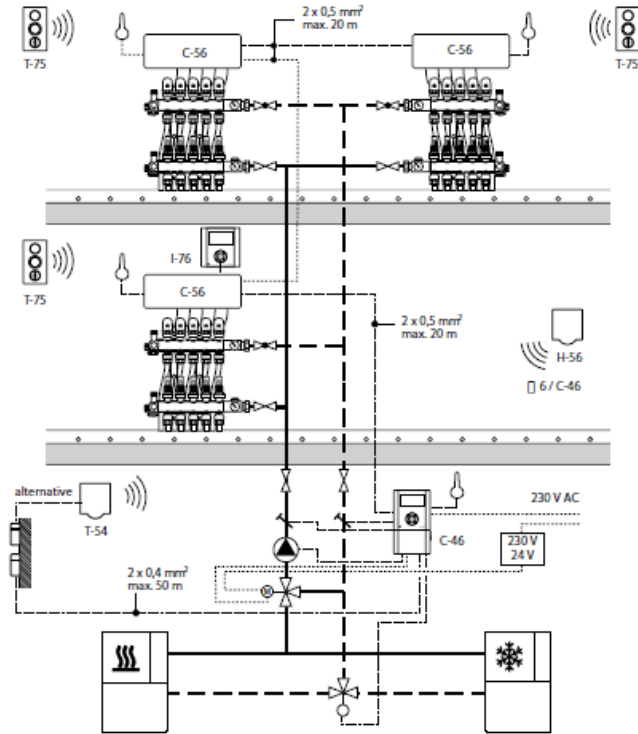 2 x 0,5 mm²
max. 20 m
T-75
C-56
C-56
T-75
I-76
T-75
C-56
2 x 0,5 mm²
max. 20 m
H-56
▯ 6 / C-46
alternative
T-54
230 V AC
C-46
230 V
24 V
2 x 0,4 mm²
max. 50 m